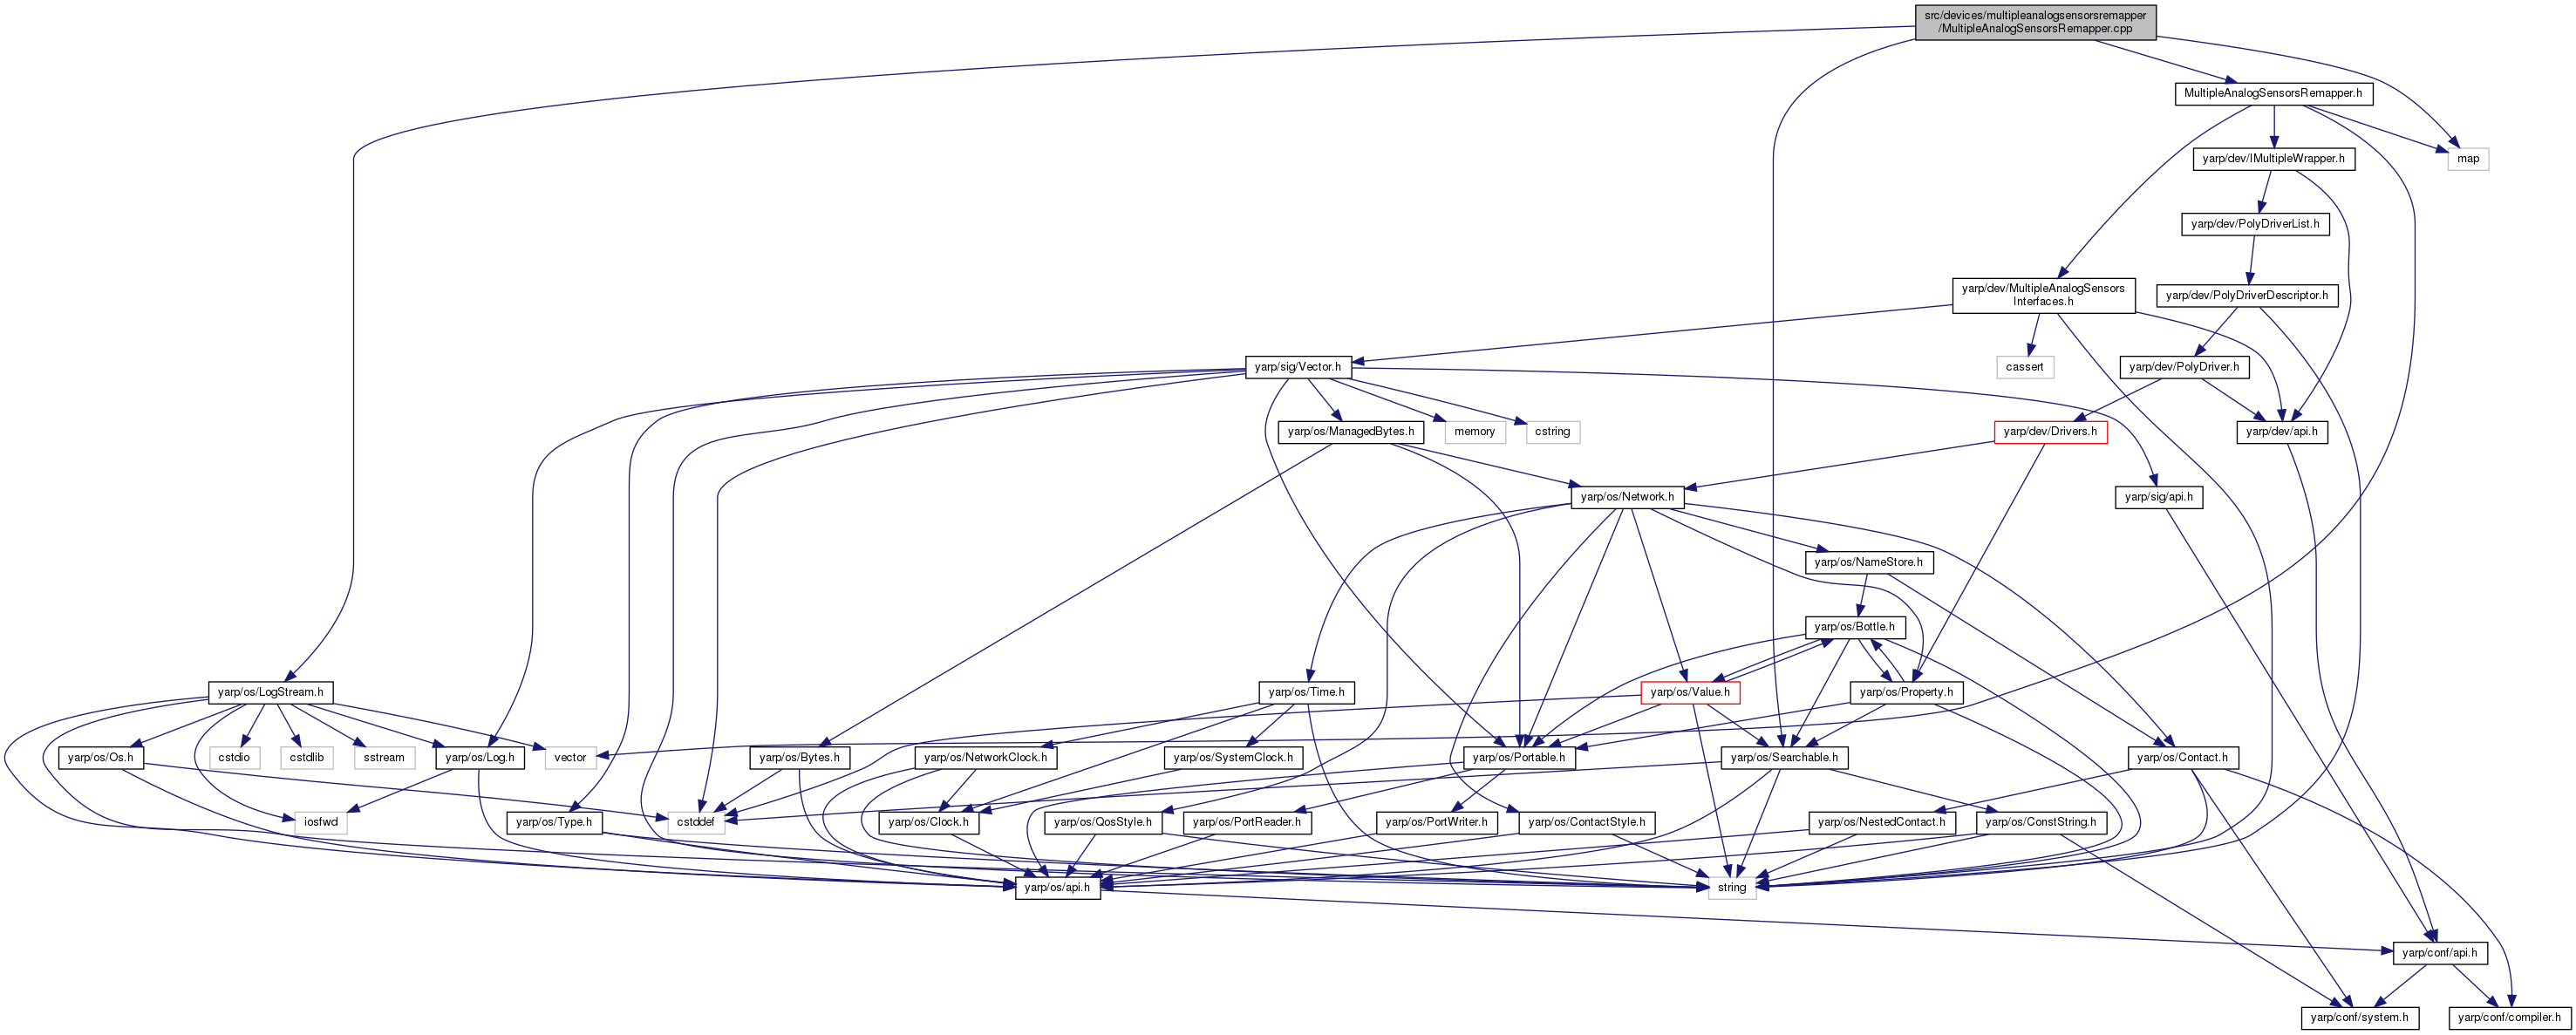 src/devices/multipleanalogsensorsremapper
/MultipleAnalogSensorsRemapper.cpp
MultipleAnalogSensorsRemapper.h
yarp/dev/IMultipleWrapper.h
map
yarp/dev/PolyDriverList.h
yarp/dev/MultipleAnalogSensors
Interfaces.h
yarp/dev/PolyDriverDescriptor.h
yarp/sig/Vector.h
cassert
yarp/dev/PolyDriver.h
yarp/os/ManagedBytes.h
memory
cstring
yarp/dev/Drivers.h
yarp/dev/api.h
yarp/os/Network.h
yarp/sig/api.h
yarp/os/NameStore.h
yarp/os/Bottle.h
yarp/os/LogStream.h
yarp/os/Time.h
yarp/os/Value.h
yarp/os/Property.h
yarp/os/Os.h
cstdio
cstdlib
sstream
yarp/os/Log.h
vector
yarp/os/Bytes.h
yarp/os/NetworkClock.h
yarp/os/SystemClock.h
yarp/os/Portable.h
yarp/os/Searchable.h
yarp/os/Contact.h
iosfwd
yarp/os/Type.h
cstddef
yarp/os/Clock.h
yarp/os/QosStyle.h
yarp/os/PortReader.h
yarp/os/PortWriter.h
yarp/os/ContactStyle.h
yarp/os/NestedContact.h
yarp/os/ConstString.h
yarp/os/api.h
string
yarp/conf/api.h
yarp/conf/system.h
yarp/conf/compiler.h